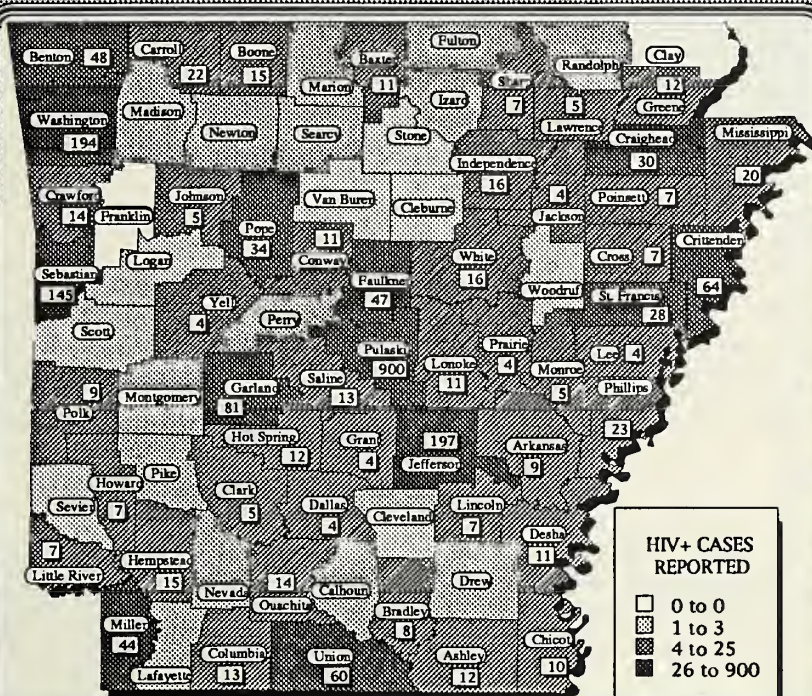 Benton 48
Carrol
22
Boone
15
Marion
Baxte
11
Fulton
Izard
Sharp
7
Randolph
Clay
5
Lawrence
12
Greene
Washington
194
Madison
Newton
Searcy
Stone
Independence
16
Craighead
30
Mississippi
20
Crawford
14
Franklin
Johnson
5
Pope
34
Van Buren
Cleburne
4
Jackson
Poinsett 7
Logan
11
Conway
Faulkne
47
White
16
Woodruf
Cross 7
Crittenden
64
Sebastian
145
Scott
Yell
4
Perry
St. Francis
28
Pulaski
900
Lonoke
11
Prairie
4
Monroe
5
Lee 4
Phillips
23
9
Polk
Montgomery
Garland
81
Saline
13
Hot Spring
12
Grant
4
197
Jefferson
Arkansas
9
Sevier
Howard
7
Pike
Clark
5
Dallas
4
Cleveland
Lincoln
7
Desha
11
7
Little River
Hempstead
15
Nevada
14
Ouachita
Calhoun
Bradley
8
Drew
Miller
44
Lafayette
Columbia
13
Union
60
Ashley
12
Chicot
10
HIV+ CASES
REPORTED
0 to 0
1 to 3
4 to 25
26 to 900